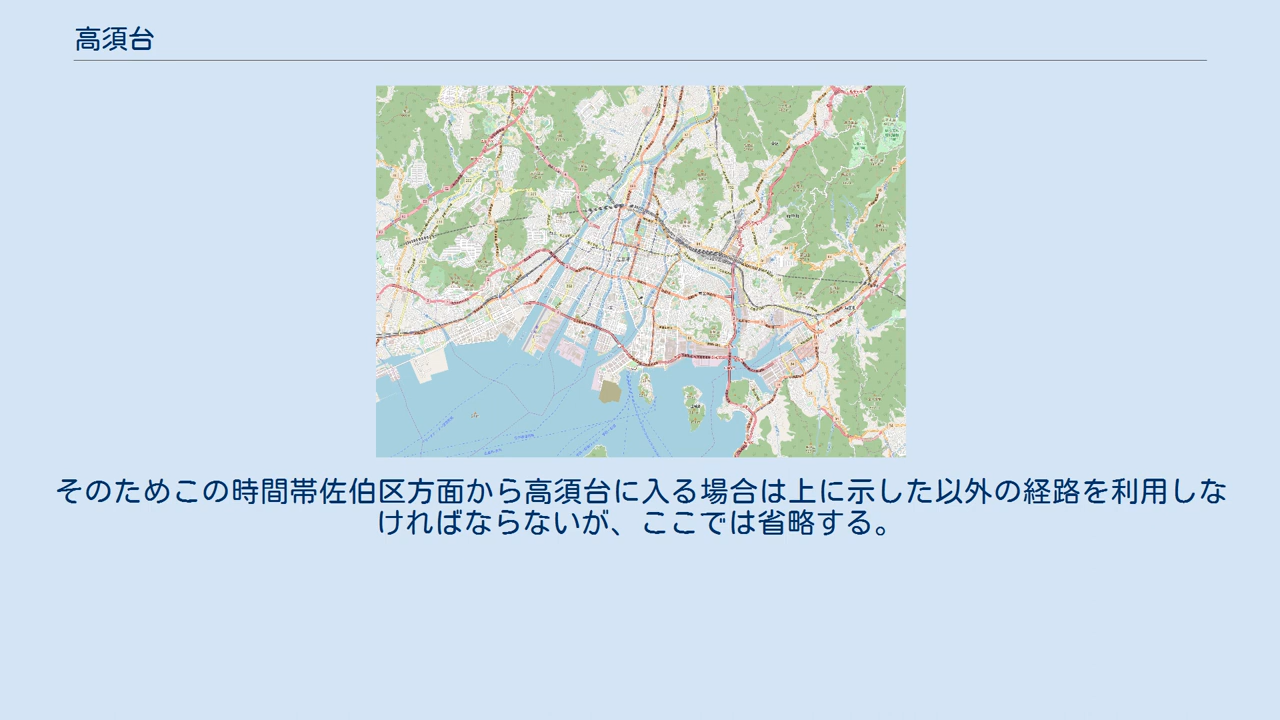 高須台
そのためこの時間帯佐伯区方面から高須台に入る場合は上に示した以外の経路を利用しな
ければならないが、ここでは省略する。